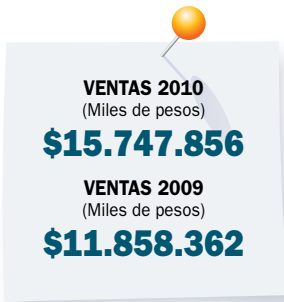 VENTAS 2010
(Miles de pesos)
$15.747.856
VENTAS 2009
(Miles de pesos)
$11.858.362